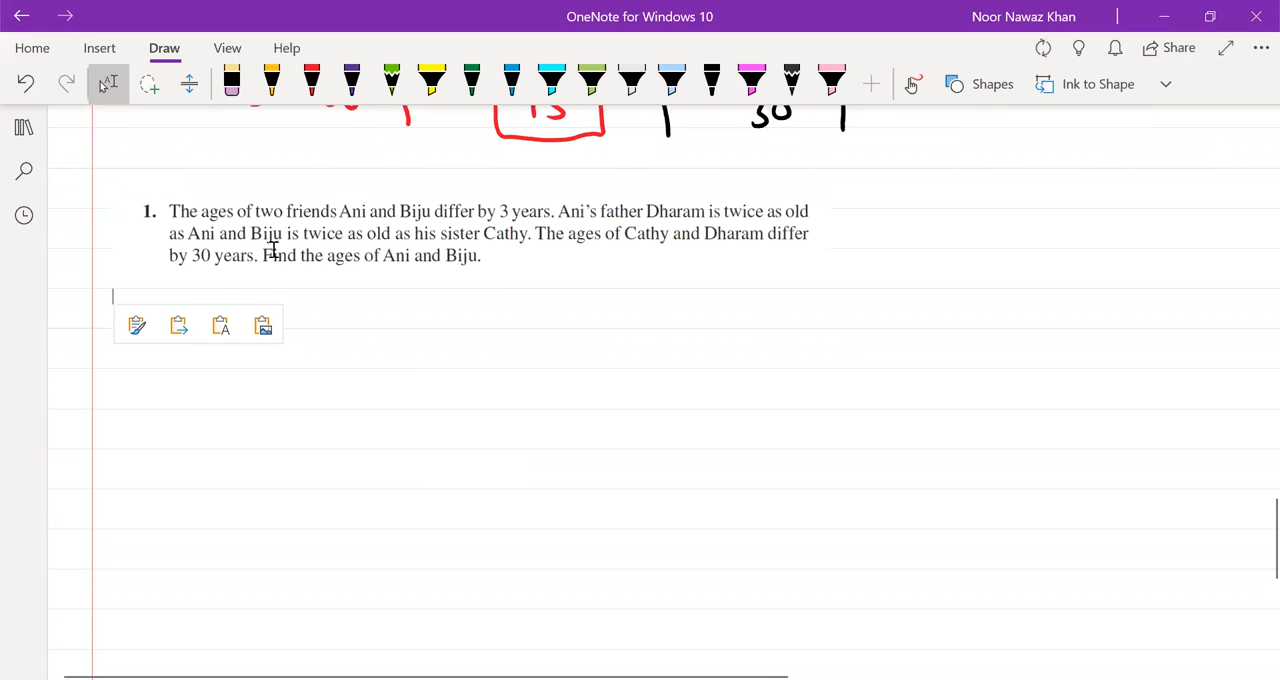 OneNote for Windows 10
Noor Nawaz Khan
Home Insert Draw View Help
Share
Shapes
Ink to Shape
15
30
1. The ages of two friends Ani and Biju differ by 3 years. Ani's father Dharam is twice as old
as Ani and Biju is twice as old as his sister Cathy. The ages of Cathy and Dharam differ
by 30 years. Find the ages of Ani and Biju.